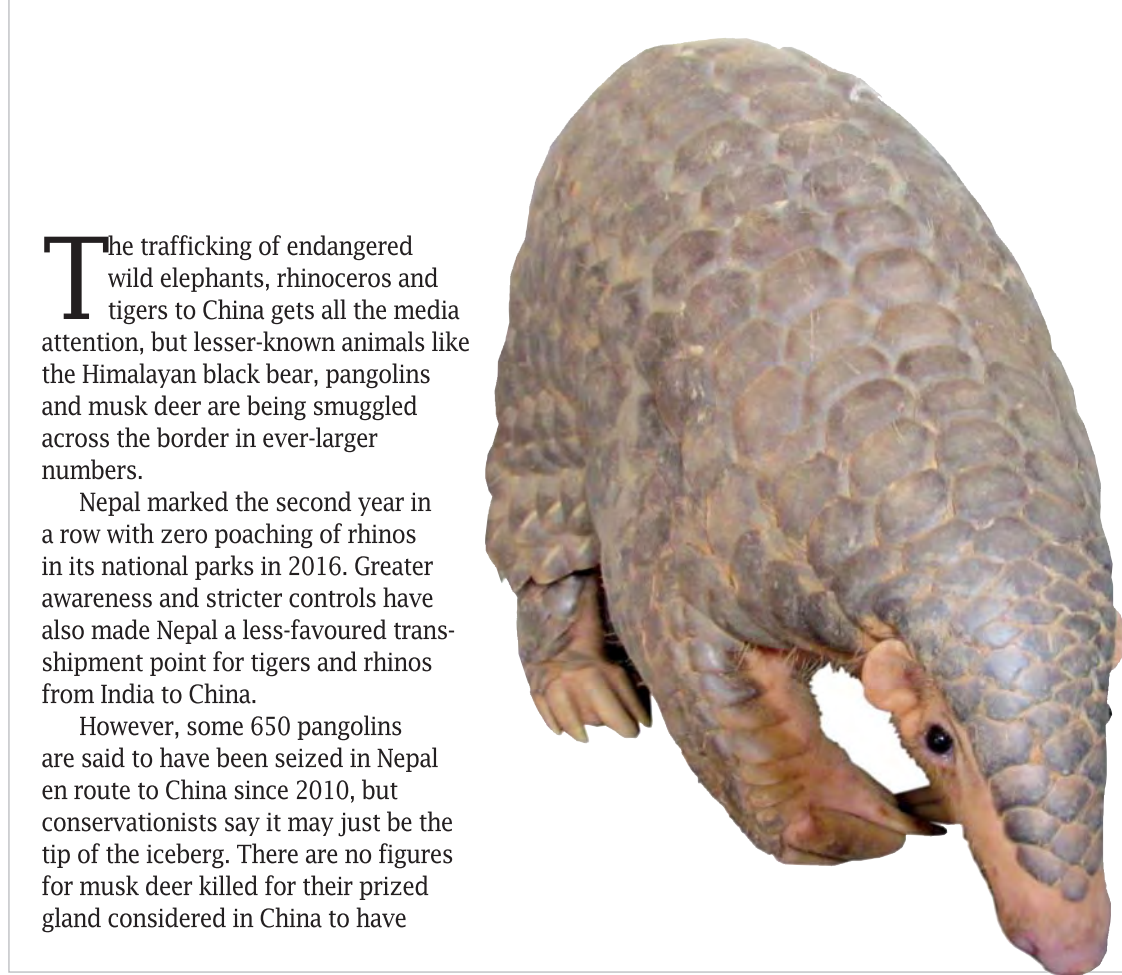 The trafficking of endangered
wild elephants, rhinoceros and
tigers to China gets all the media
attention, but lesser-known animals like
the Himalayan black bear, pangolins
and musk deer are being smuggled
across the border in ever-larger
numbers.
Nepal marked the second year in
a row with zero poaching of rhinos
in its national parks in 2016. Greater
awareness and stricter controls have
also made Nepal a less-favoured trans-
shipment point for tigers and rhinos
from India to China.
However, some 650 pangolins
are said to have been seized in Nepal
en route to China since 2010, but
conservationists say it may just be the
tip of the iceberg. There are no figures
for musk deer killed for their prized
gland considered in China to have